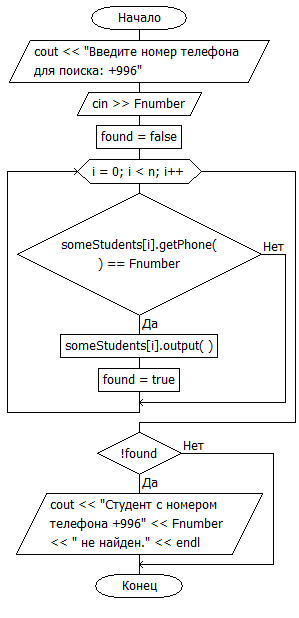 Начало
cout << "Введите номер телефона
для поиска: +996"
cin >> Fnumber
found = false
i = 0; i < n; i++
someStudents[i].getPhone(
) == Fnumber
Нет
Да
someStudents[i].output( )
found = true
!found
Нет
Да
cout << "Студент с номером
телефона +996" << Fnumber
<< " не найден." << endl
Конец